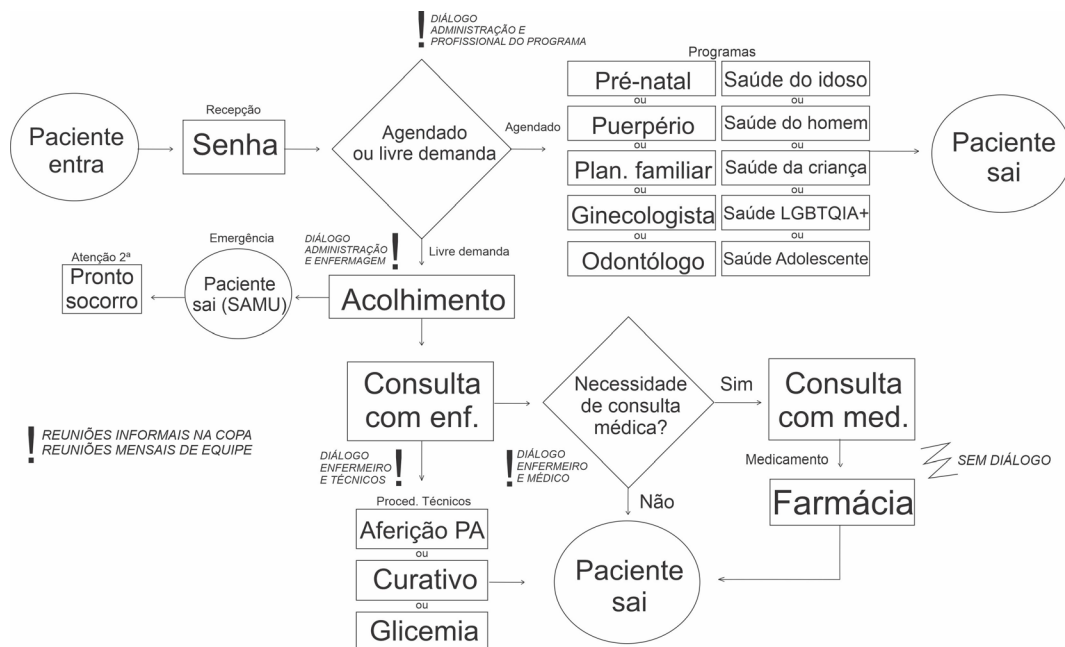 DIÁLOGO
ADMINISTRAÇÃO E
PROFISSIONAL DO PROGRAMA
Paciente
entra
Recepção
Senha
Agendado
ou livre demanda
Agendado
Programas
Pré-natal
ou
Puerpério
ou
Plan. familiar
ou
Ginecologista
ou
Odontólogo
Saúde do idoso
ou
Saúde do homem
ou
Saúde da criança
ou
Saúde LGBTQIA+
ou
Saúde Adolescente
Paciente
sai
DIÁLOGO
ADMINISTRAÇÃO
E ENFERMAGEM
!
Livre demanda
Acolhimento
Emergência
Paciente
sai (SAMU)
Atenção 2ª
Pronto
socorro
Consulta
com enf.
Necessidade
de consulta
médica?
Sim
Consulta
com med.
! REUNIÕES INFORMAIS NA COPA
REUNIÕES MENSAIS DE EQUIPE
DIÁLOGO
ENFERMEIRO
E TÉCNICOS
!
! DIÁLOGO
ENFERMEIRO
E MÉDICO
Medicamento
SEM DIÁLOGO
Farmácia
Não
Proced. Técnicos
Aferição PA
ou
Curativo
ou
Glicemia
Paciente
sai